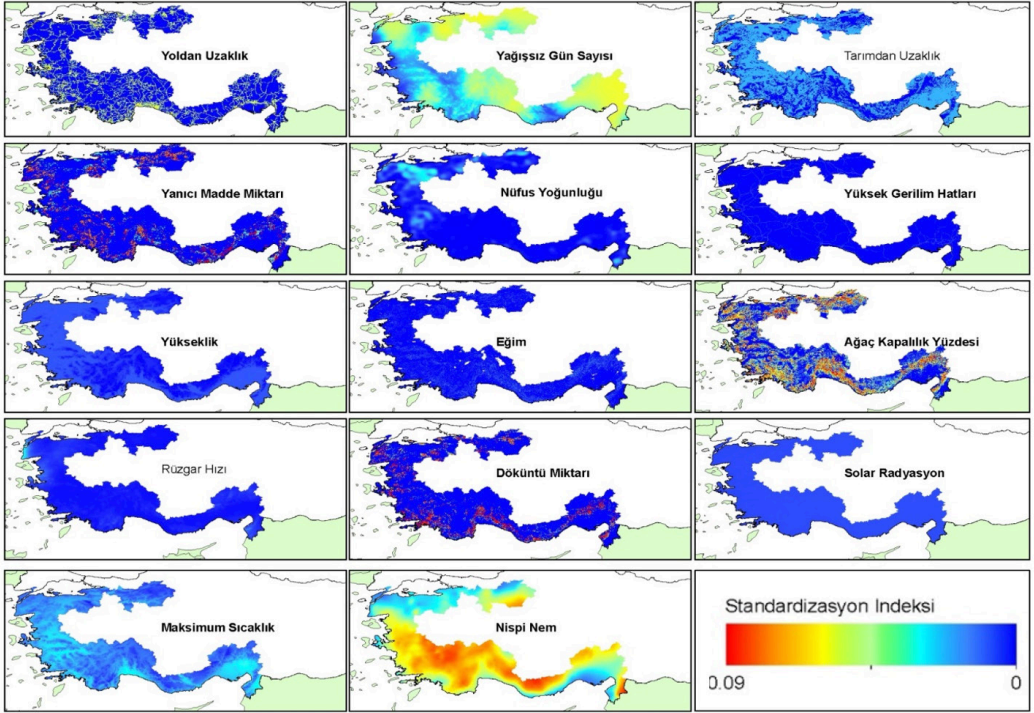 Yoldan Uzaklık
Yağışsız Gün Sayısı
Tarımdan Uzaklık
Yanıcı Madde Miktarı
Nüfus Yoğunluğu
Yüksek Gerilim Hatları
Yükseklik
Eğim
Ağaç Kapalılık Yüzdesi
Rüzgar Hızı
Döküntü Miktarı
Solar Radyasyon
Maksimum Sıcaklık
Nispi Nem
Standardizasyon Indeksi
0.09
0